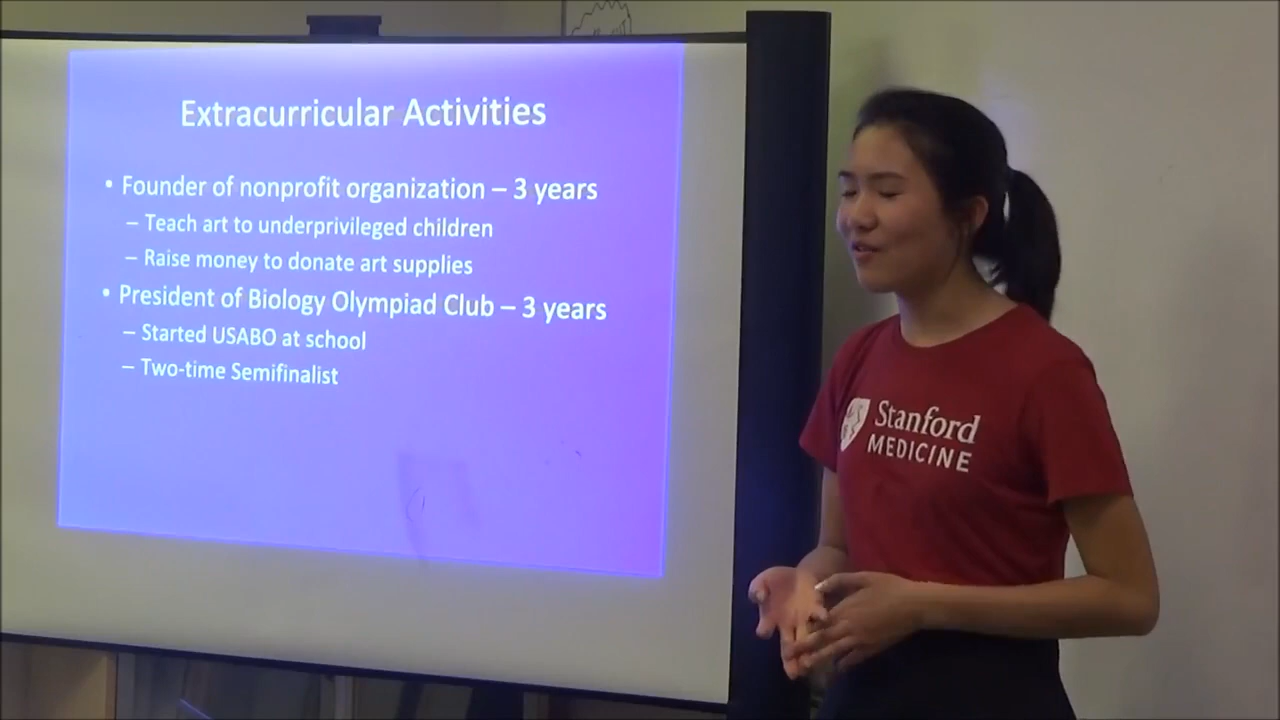 Extracurricular Activities
• Founder of nonprofit organization – 3 years
– Teach art to underprivileged children
– Raise money to donate art supplies
• President of Biology Olympiad Club – 3 years
– Started USABO at school
– Two-time Semifinalist
Stanford
MEDICINE